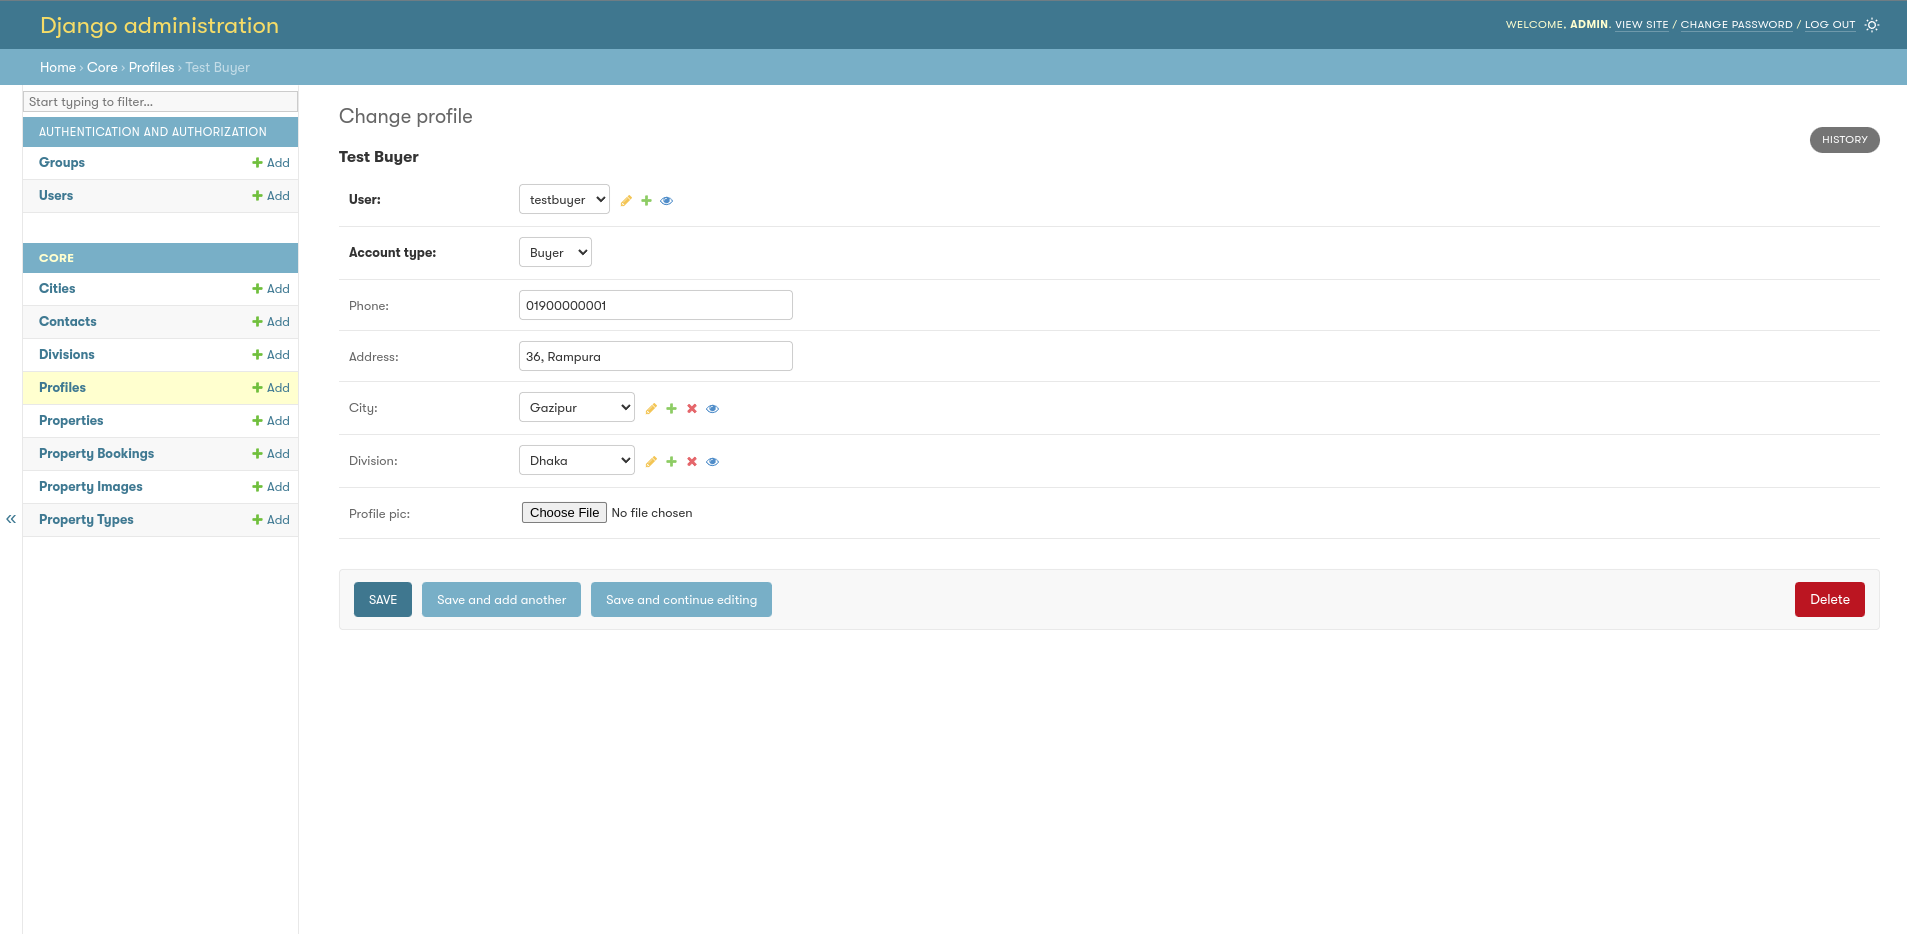 Django administration
WELCOME, ADMIN. VIEW SITE / CHANGE PASSWORD / LOG OUT
Home › Core › Profiles › Test Buyer
Start typing to filter...
AUTHENTICATION AND AUTHORIZATION
Groups Add
Users Add
CORE
Cities Add
Contacts Add
Divisions Add
Profiles Add
Properties Add
Property Bookings Add
Property Images Add
Property Types Add
«
Change profile
HISTORY
Test Buyer
User: testbuyer
Account type: Buyer
Phone: 01900000001
Address: 36, Rampura
City: Gazipur
Division: Dhaka
Profile pic: Choose File No file chosen
SAVE Save and add another Save and continue editing Delete